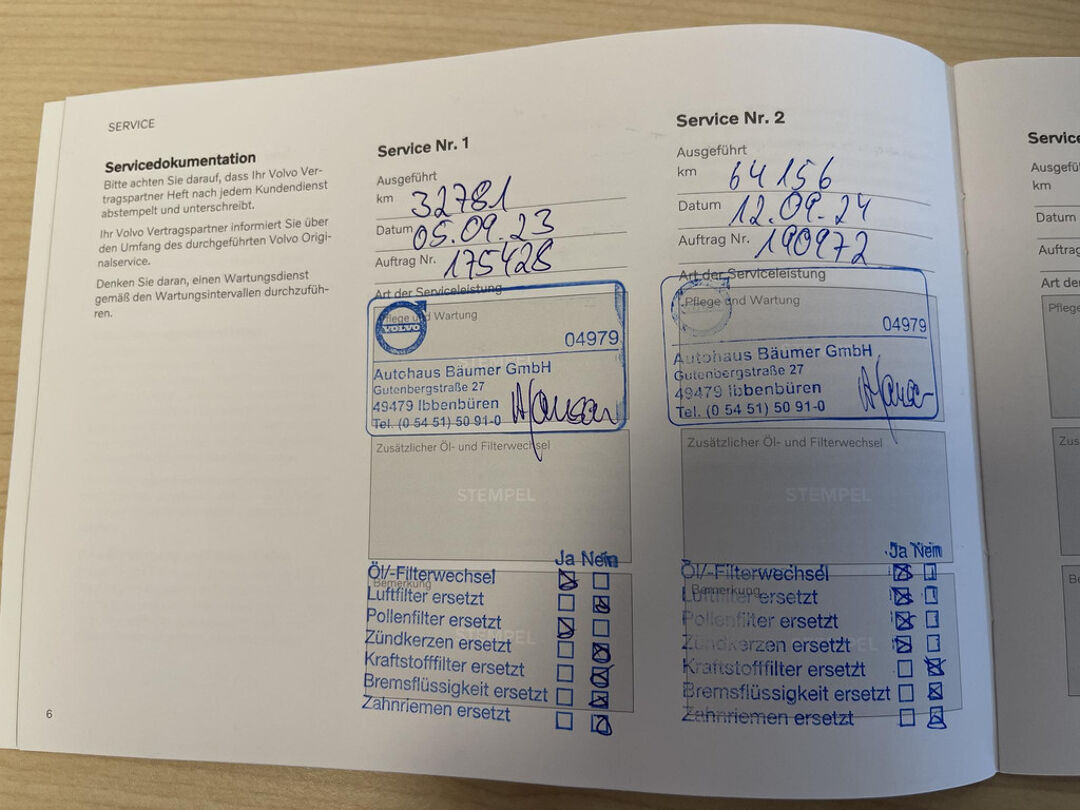 SERVICE
Servicedokumentation
Bitte achten Sie darauf, dass Ihr Volvo Ver-
tragspartner Heft nach jedem Kundendienst
abstempelt und unterschreibt.
Ihr Volvo Vertragspartner informiert Sie über
den Umfang des durchgeführten Volvo Origi-
nalservice.
Denken Sie daran, einen Wartungsdienst
gemäß den Wartungsintervallen durchzufüh-
ren.
6
Service Nr. 1
Ausgeführt
km 32781
Datum 05.09.23
Auftrag Nr. 175428
Art der Serviceleistung
Pflege und Wartung
VOLVO
04979
STEMPEL
Autohaus Bäumer GmbH
Gutenbergstraße 27
49479 Ibbenbüren
Tel. (0 54 51) 50 91-0
Zusätzlicher Öl- und Filterwechsel
STEMPEL
Ja Nein
Öl/-Filterwechsel
Bemerkung
Luftfilter ersetzt
Pollenfilter ersetzt
STEMPEL
Zündkerzen ersetzt
Kraftstofffilter ersetzt
Bremsflüssigkeit ersetzt
Zahnriemen ersetzt
Service Nr. 2
Ausgeführt
km 64156
Datum 12.09.24
Auftrag Nr. 190972
Art der Serviceleistung
Pflege und Wartung
04979
Autohaus Bäumer GmbH
Gutenbergstraße 27
49479 Ibbenbüren
Tel. (0 54 51) 50 91-0
Zusätzlicher Öl- und Filterwechsel
STEMPEL
Ja Nein
Öl/-Filterwechsel
Bemerkung
Luftfilter ersetzt
Pollenfilter ersetzt
Zündkerzen ersetzt
Kraftstofffilter ersetzt
Bremsflüssigkeit ersetzt
Zahnriemen ersetzt
Service
Ausgefü
km
Datum
Auftrag
Art der
Pflege
Zus
Be